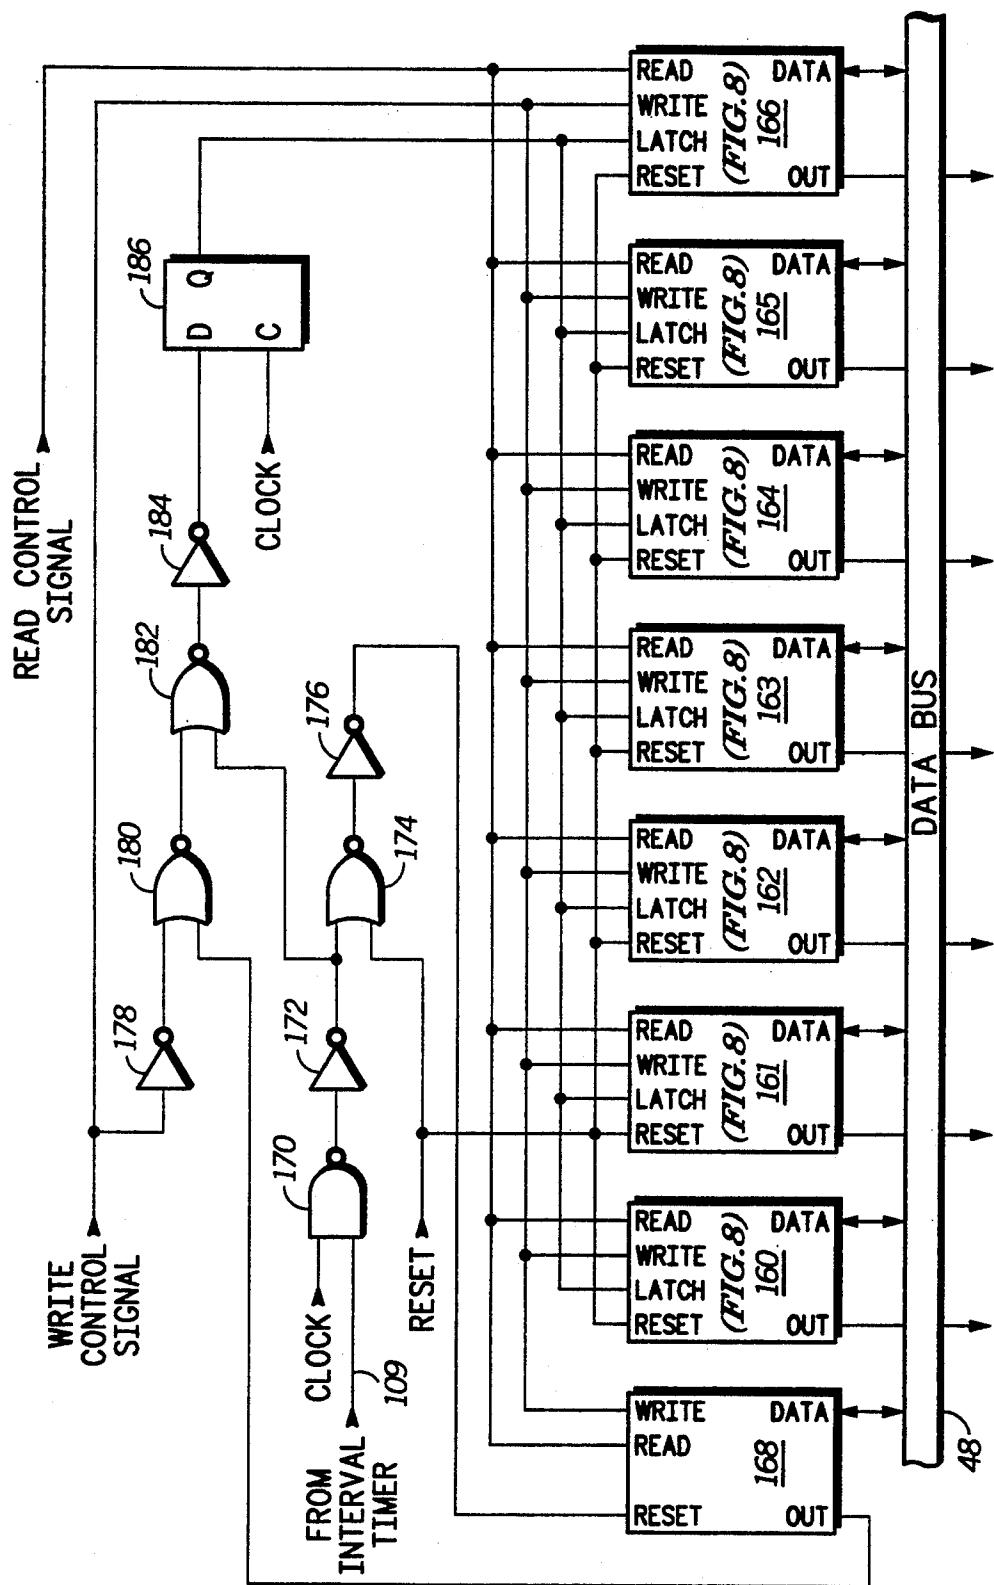 READ CONTROL
SIGNAL
WRITE
CONTROL
SIGNAL
178
180
182
184
186
D Q
C
CLOCK
CLOCK
FROM
INTERVAL
TIMER
109
170
172
174
176
RESET
WRITE DATA
READ
168
RESET OUT
READ DATA
WRITE (FIG.8)
LATCH 160
RESET OUT
READ DATA
WRITE (FIG.8)
LATCH 161
RESET OUT
READ DATA
WRITE (FIG.8)
LATCH 162
RESET OUT
READ DATA
WRITE (FIG.8)
LATCH 163
RESET OUT
READ DATA
WRITE (FIG.8)
LATCH 164
RESET OUT
READ DATA
WRITE (FIG.8)
LATCH 165
RESET OUT
READ DATA
WRITE (FIG.8)
LATCH 166
RESET OUT
DATA BUS
48